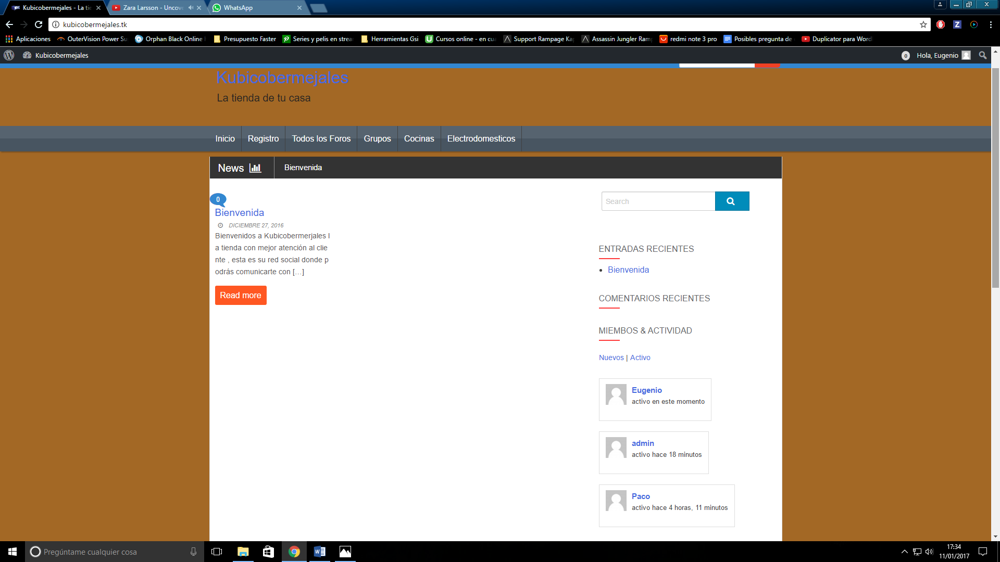 Kubicobermejales - La tie
Zara Larsson - Uncov
WhatsApp
kubicobermejales.tk
Aplicaciones
OuterVision Power Su
Orphan Black Online
Presupuesto Faster
Series y pelis en strea
Herramientas Gsi
Cursos online - en cua
Support Rampage Ka
Assassin Jungler Ram
redmi note 3 pro
Posibles pregunta de
Duplicator para Word
Kubicobermejales
0
Hola, Eugenio
Kubicobermejales
La tienda de tu casa
Inicio
Registro
Todos los Foros
Grupos
Cocinas
Electrodomesticos
News
Bienvenida
0
Bienvenida
DICIEMBRE 27, 2016
Bienvenidos a Kubicobermerjales l
a tienda con mejor atención al clie
nte , esta es su red social donde p
odrás comunicarte con [...]
Read more
Search
ENTRADAS RECIENTES
Bienvenida
COMENTARIOS RECIENTES
MIEMBOS & ACTIVIDAD
Nuevos | Activo
Eugenio
activo en este momento
admin
activo hace 18 minutos
Paco
activo hace 4 horas, 11 minutos
Pregúntame cualquier cosa
17:34
11/01/2017